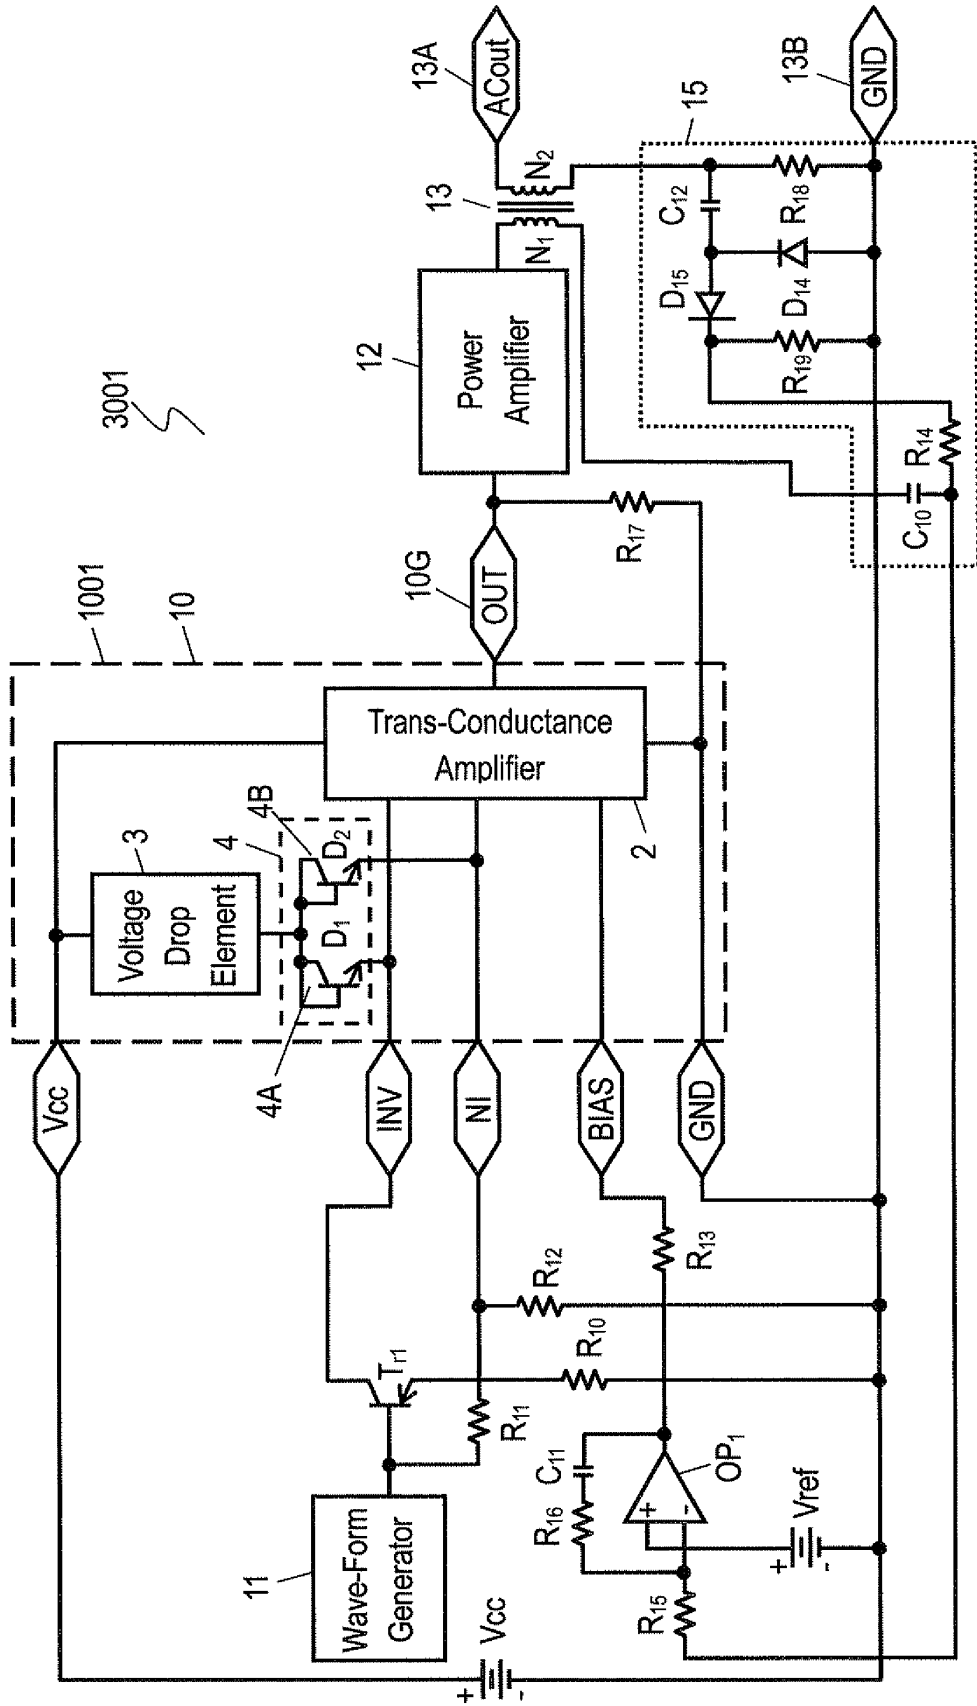 3001
1001
10
Vcc
3
Voltage
Drop
Element
4
4B
4A
D1
D2
INV
NI
BIAS
GND
Trans-Conductance
Amplifier
2
10G
OUT
R17
12
Power
Amplifier
13
N1
N2
13A
ACout
13B
GND
15
C12
R18
D15
D14
R19
R14
C10
11
Wave-Form
Generator
Tr1
R11
R12
R10
R13
C11
R16
+
-
OP1
R15
+
Vref
-
+
Vcc
-